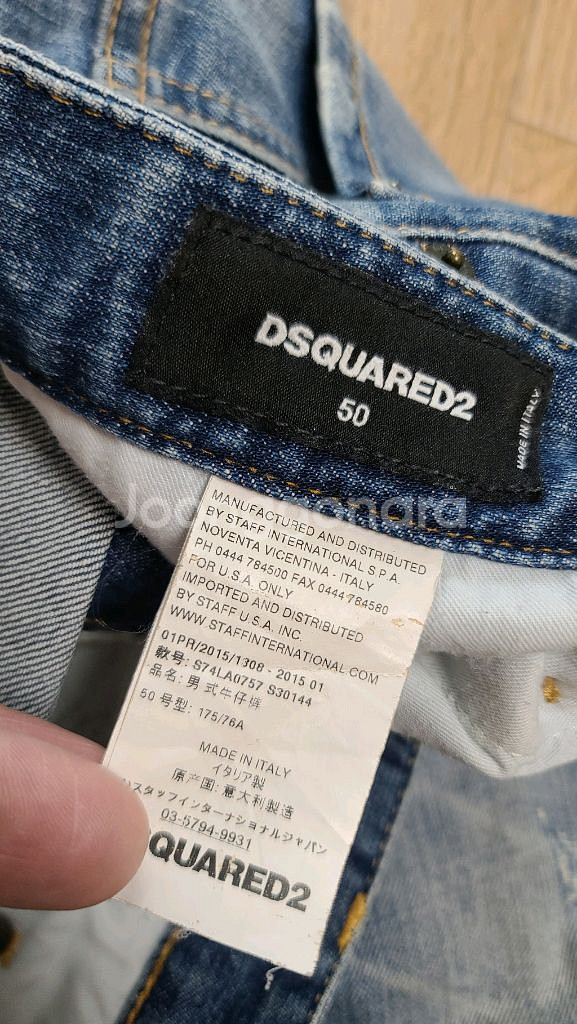 DSQUARED2
50
MADE IN ITALY
MANUFACTURED AND DISTRIBUTED
BY STAFF INTERNATIONAL S.P.A.
NOVENTA VICENTINA - ITALY
PH 0444 784500 FAX 0444 784580
FOR U.S.A. ONLY
IMPORTED AND DISTRIBUTED
BY STAFF U.S.A. INC.
WWW.STAFFINTERNATIONAL.COM
01PR/2015/1308 - 2015 01
款号: S74LA0757 S30144
品名: 男式牛仔裤
50 号型: 175/76A
MADE IN ITALY
イタリア製
原产国: 意大利製造
スタッフインターナショナルジャパン
03-5794-9931
SQUARED2